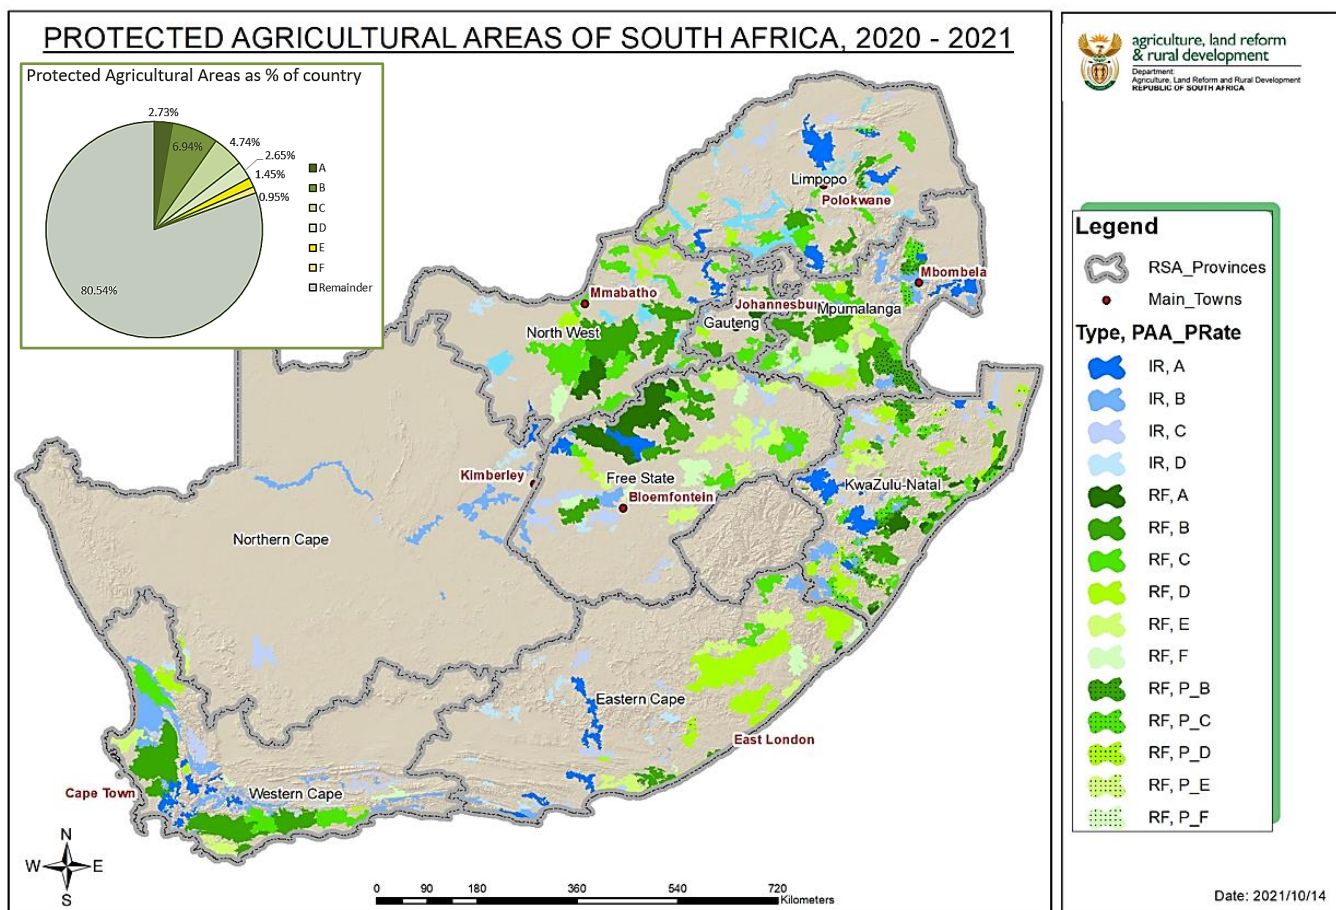 PROTECTED AGRICULTURAL AREAS OF SOUTH AFRICA, 2020 - 2021
Protected Agricultural Areas as % of country
2.73%
6.94%
4.74%
2.65%
1.45%
0.95%
80.54%
A
B
C
D
E
F
Remainder
Limpopo
Polokwane
Mbombela
Mmabatho
Johannesbur
Mpumalanga
North West
Gauteng
Kimberley
Free State
Bloemfontein
KwaZulu-Natal
Northern Cape
Eastern Cape
East London
Cape Town
Western Cape
N
W E
S
0 90 180 360 540 720
Kilometers
agriculture, land reform
& rural development
Department:
Agriculture, Land Reform and Rural Development
REPUBLIC OF SOUTH AFRICA
Legend
RSA_Provinces
Main_Towns
Type, PAA_PRate
IR, A
IR, B
IR, C
IR, D
RF, A
RF, B
RF, C
RF, D
RF, E
RF, F
RF, P_B
RF, P_C
RF, P_D
RF, P_E
RF, P_F
Date: 2021/10/14